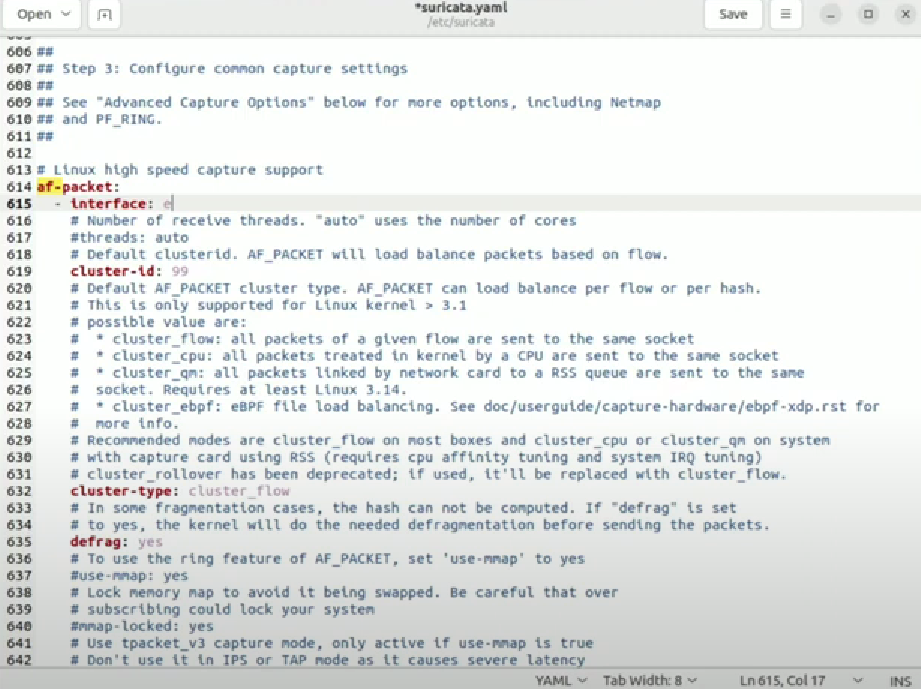 Open
*suricata.yaml
/etc/suricata
Save
606 ##
607 ## Step 3: Configure common capture settings
608 ##
609 ## See "Advanced Capture Options" below for more options, including Netmap
610 ## and PF_RING.
611 ##
612
613 # Linux high speed capture support
614 af-packet:
615   - interface: e
616     # Number of receive threads. "auto" uses the number of cores
617     #threads: auto
618     # Default clusterid. AF_PACKET will load balance packets based on flow.
619     cluster-id: 99
620     # Default AF_PACKET cluster type. AF_PACKET can load balance per flow or per hash.
621     # This is only supported for Linux kernel > 3.1
622     # possible value are:
623     #  * cluster_flow: all packets of a given flow are sent to the same socket
624     #  * cluster_cpu: all packets treated in kernel by a CPU are sent to the same socket
625     #  * cluster_qm: all packets linked by network card to a RSS queue are sent to the same
626     #  socket. Requires at least Linux 3.14.
627     #  * cluster_ebpf: eBPF file load balancing. See doc/userguide/capture-hardware/ebpf-xdp.rst for
628     #  more info.
629     # Recommended modes are cluster_flow on most boxes and cluster_cpu or cluster_qm on system
630     # with capture card using RSS (requires cpu affinity tuning and system IRQ tuning)
631     # cluster_rollover has been deprecated; if used, it'll be replaced with cluster_flow.
632     cluster-type: cluster_flow
633     # In some fragmentation cases, the hash can not be computed. If "defrag" is set
634     # to yes, the kernel will do the needed defragmentation before sending the packets.
635     defrag: yes
636     # To use the ring feature of AF_PACKET, set 'use-mmap' to yes
637     #use-mmap: yes
638     # Lock memory map to avoid it being swapped. Be careful that over
639     # subscribing could lock your system
640     #mmap-locked: yes
641     # Use tpacket_v3 capture mode, only active if use-mmap is true
642     # Don't use it in IPS or TAP mode as it causes severe latency
YAML
Tab Width: 8
Ln 615, Col 17
INS